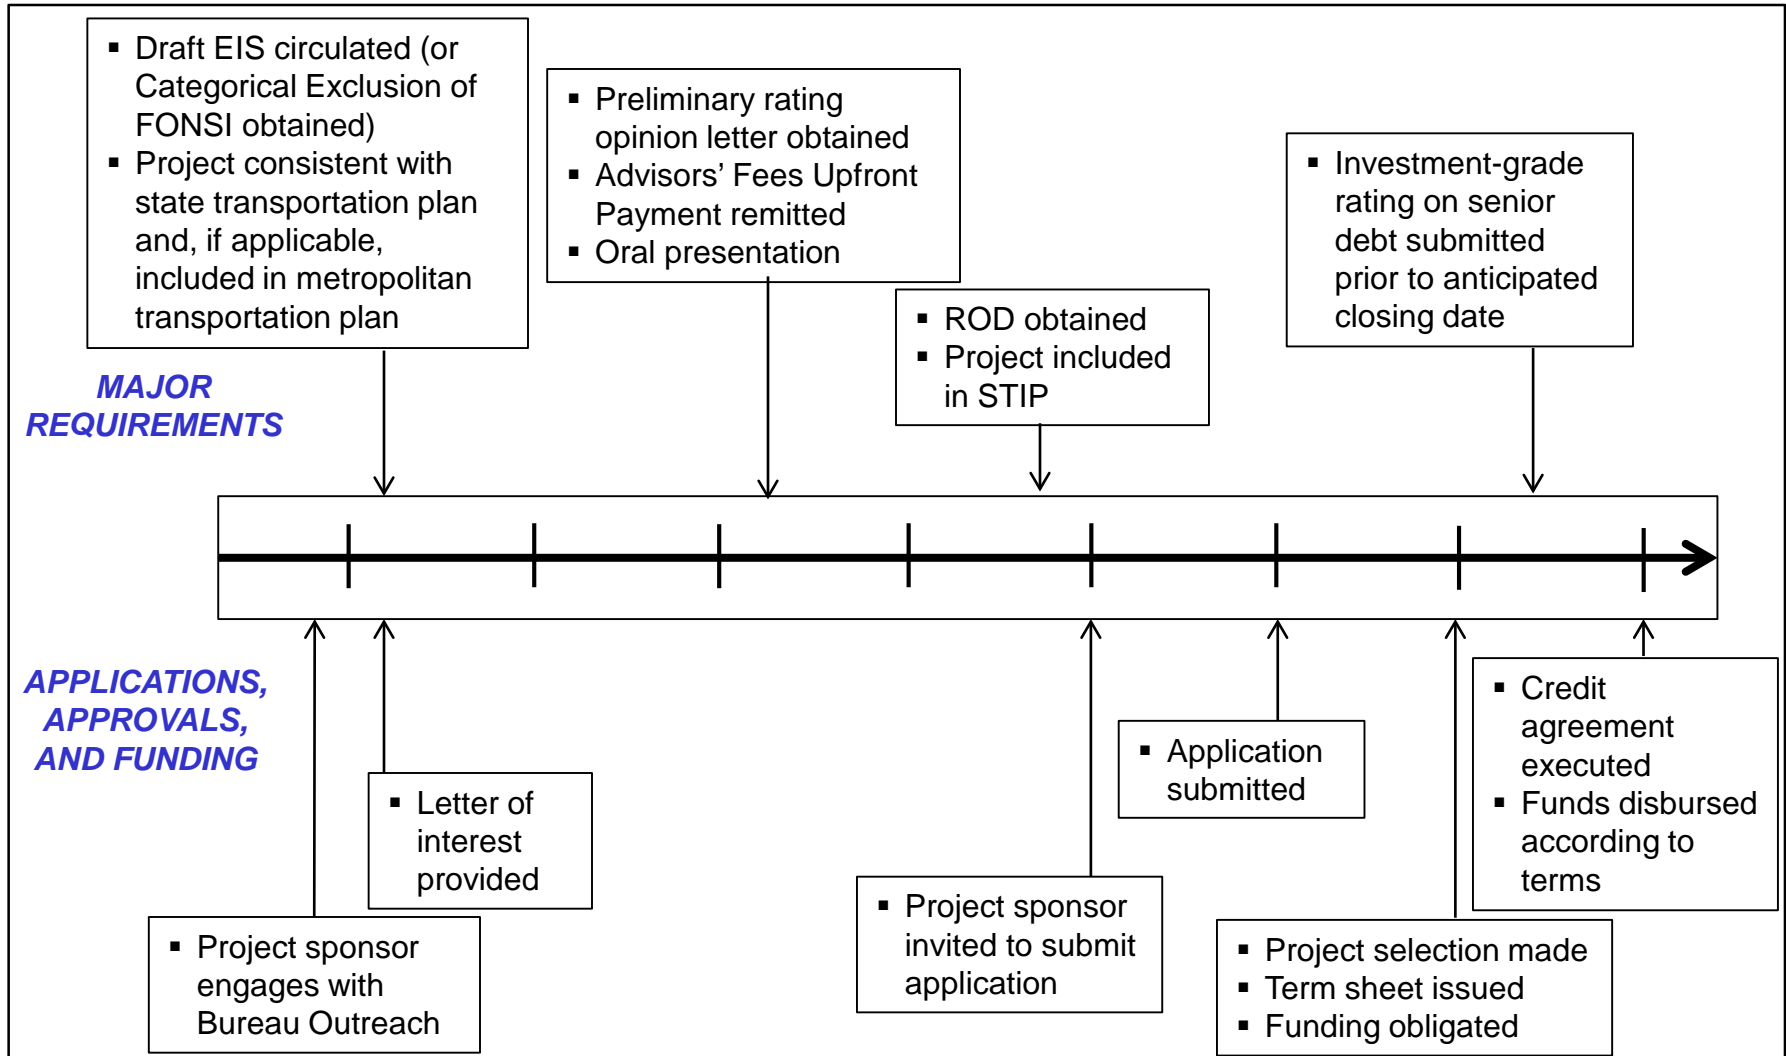 ▪ Draft EIS circulated (or
Categorical Exclusion of
FONSI obtained)
▪ Project consistent with
state transportation plan
and, if applicable,
included in metropolitan
transportation plan
▪ Preliminary rating
opinion letter obtained
▪ Advisors’ Fees Upfront
Payment remitted
▪ Oral presentation
▪ ROD obtained
▪ Project included
in STIP
▪ Investment-grade
rating on senior
debt submitted
prior to anticipated
closing date
MAJOR
REQUIREMENTS
APPLICATIONS,
APPROVALS,
AND FUNDING
▪ Project sponsor
engages with
Bureau Outreach
▪ Letter of
interest
provided
▪ Project sponsor
invited to submit
application
▪ Application
submitted
▪ Project selection made
▪ Term sheet issued
▪ Funding obligated
▪ Credit
agreement
executed
▪ Funds disbursed
according to
terms